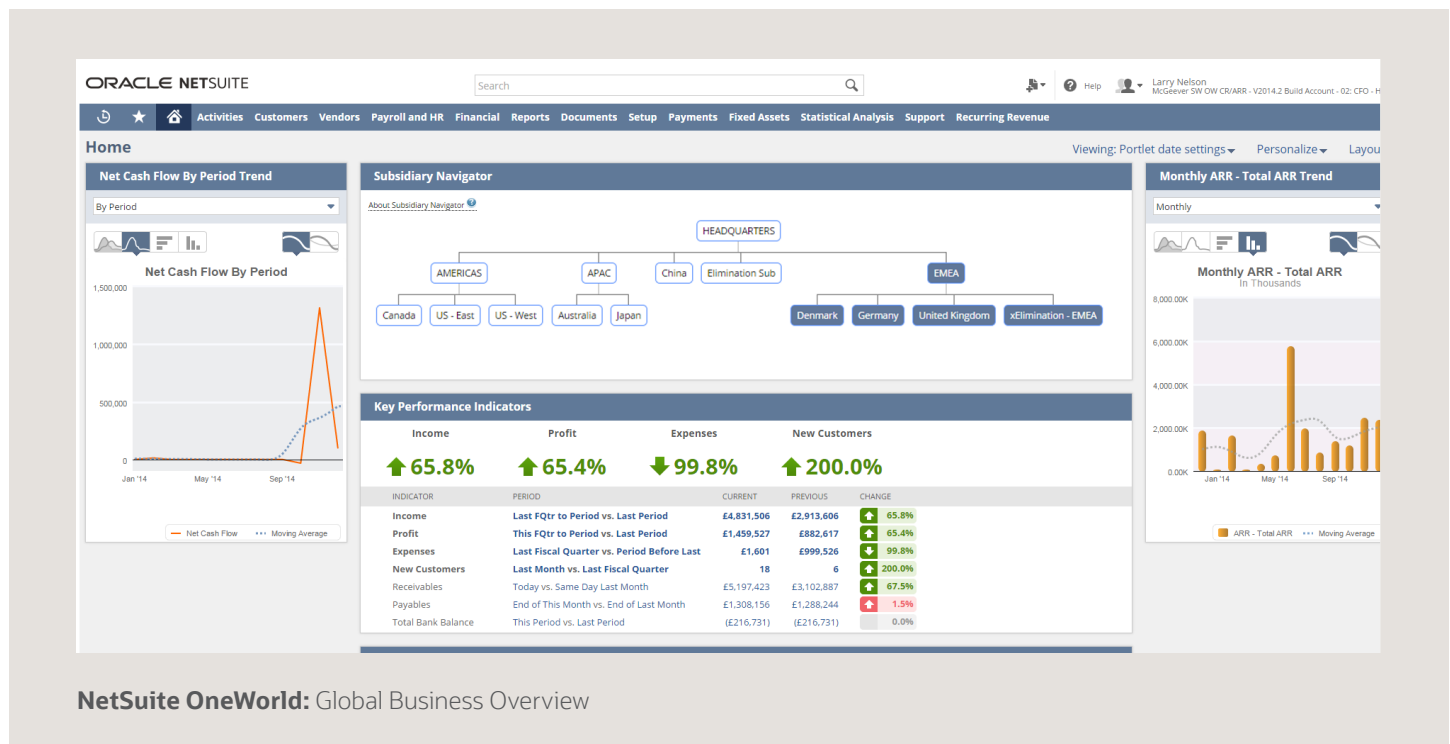 ORACLE NETSUITE
Search
Help
Larry Nelson
McGeever SW OW CR/ARR - V2014.2 Build Account - 02: CFO - H
Activities Customers Vendors Payroll and HR Financial Reports Documents Setup Payments Fixed Assets Statistical Analysis Support Recurring Revenue
Home
Viewing: Portlet date settings Personalize Layou
Net Cash Flow By Period Trend
By Period
Net Cash Flow By Period
1,500,000
1,000,000
500,000
0
Jan '14 May '14 Sep '14
Net Cash Flow Moving Average
Subsidiary Navigator
About Subsidiary Navigator ?
HEADQUARTERS
AMERICAS APAC China Elimination Sub EMEA
Canada US - East US - West Australia Japan Denmark Germany United Kingdom xElimination - EMEA
Key Performance Indicators
Income Profit Expenses New Customers
65.8% 65.4% 99.8% 200.0%
INDICATOR PERIOD CURRENT PREVIOUS CHANGE
Income Last FQtr to Period vs. Last Period £4,831,506 £2,913,606 65.8%
Profit This FQtr to Period vs. Last Period £1,459,527 £882,617 65.4%
Expenses Last Fiscal Quarter vs. Period Before Last £1,601 £999,526 99.8%
New Customers Last Month vs. Last Fiscal Quarter 18 6 200.0%
Receivables Today vs. Same Day Last Month £5,197,423 £3,102,887 67.5%
Payables End of This Month vs. End of Last Month £1,308,156 £1,288,244 1.5%
Total Bank Balance This Period vs. Last Period (£216,731) (£216,731) 0.0%
Monthly ARR - Total ARR Trend
Monthly
Monthly ARR - Total ARR
In Thousands
8,000.00K
6,000.00K
4,000.00K
2,000.00K
0.00K
Jan '14 May '14 Sep '14
ARR - Total ARR Moving Average
NetSuite OneWorld: Global Business Overview